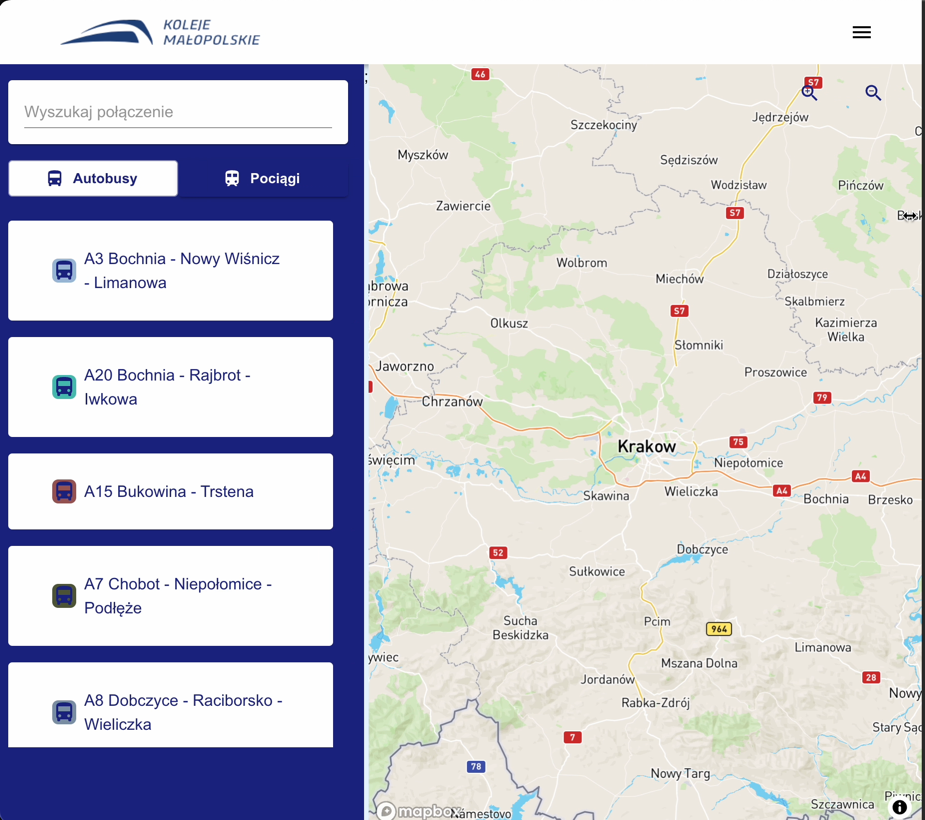 KOLEJE
MAŁOPOLSKIE
Wyszukaj połączenie
Autobusy
Pociągi
A3 Bochnia - Nowy Wiśnicz
- Limanowa
A20 Bochnia - Rajbrot -
Iwkowa
A15 Bukowina - Trstena
A7 Chobot - Niepołomice -
Podłęże
A8 Dobczyce - Raciborsko -
Wieliczka
;
46
S7
Jędrzejów
Szczekociny
Myszków
Sędziszów
Wodzisław
Pińczów
Zawiercie
S7
Wolbrom
Miechów
Działoszyce
browa
ornicza
Skalbmierz
S7
Olkusz
Kazimierza
Wielka
Słomniki
Jaworzno
Proszowice
Chrzanów
79
Krakow
75
Niepołomice
święcim
A4
Skawina
Wieliczka
A4
Bochnia
Brzesko
52
Dobczyce
Sułkowice
Sucha
Beskidzka
Pcim
964
Limanowa
ywiec
Mszana Dolna
Jordanów
28
Rabka-Zdrój
Nowy
Stary Sąc
7
78
Nowy Targ
Piwnic
Szczawnica
mapbox
Námestovo